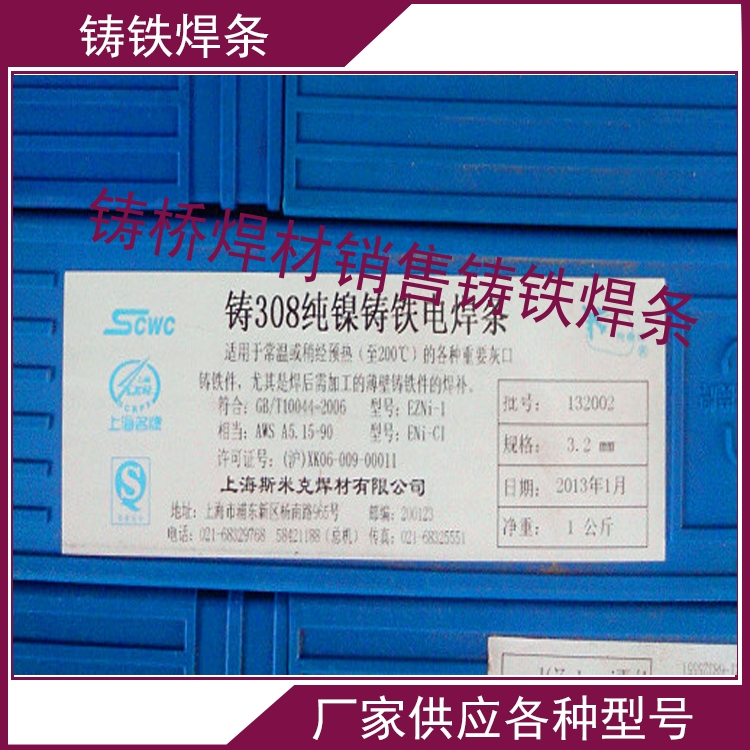 铸铁焊条
铸桥焊材销售铸铁焊条
SCWC
铸308纯镍铸铁电焊条
适用于常温或稍经预热（至200℃）的各种重要灰口
铸铁件，尤其是焊后需加工的薄壁铸铁件的焊补。
符合：GB/T10044-2006 型号：EZNi-1
相当：AWS A5.15-90 型号：ENi-C1
许可证号：(沪)XK06-009-00011
上海斯米克焊材有限公司
地址：上海市浦东新区杨南路965号 邮编：200123
电话：021-68329768 58421188（总机）传真：021-68325551
上海名牌
QS
批号： 132002
规格： 3.2 mm
日期： 2013年1月
净重： 1 公斤
厂家供应各种型号